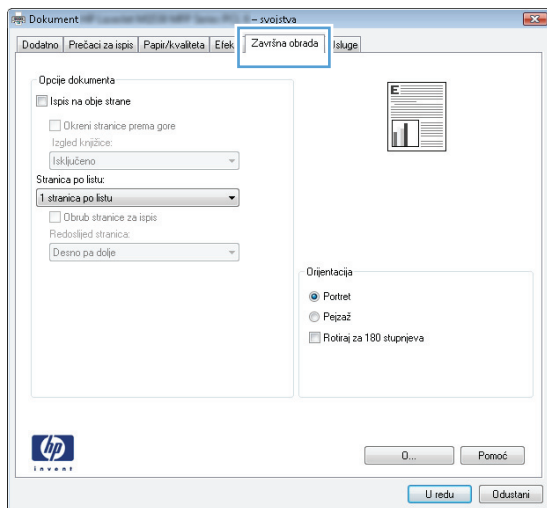 Dokument
– svojstva
Dodatno Prečaci za ispis Papir/kvaliteta Efek Završna obrada Isluge
Opcije dokumenta
Ispis na obje strane
Okreni stranice prema gore
Izgled knjižice:
Isključeno
Stranica po listu:
1 stranica po listu
Obrub stranice za ispis
Redoslijed stranica:
Desno pa dolje
E
Orijentacija
Portret
Pejzaž
Rotiraj za 180 stupnjeva
hp
invent
O... Pomoć
U redu Odustani